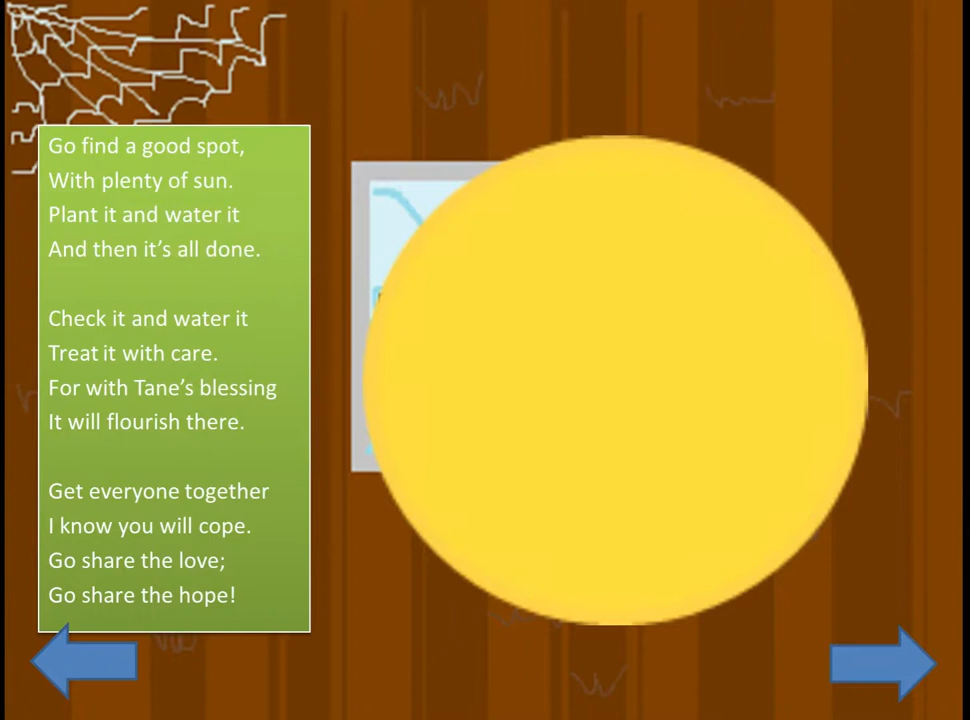 Go find a good spot,
With plenty of sun.
Plant it and water it
And then it’s all done.
Check it and water it
Treat it with care.
For with Tane’s blessing
It will flourish there.
Get everyone together
I know you will cope.
Go share the love;
Go share the hope!